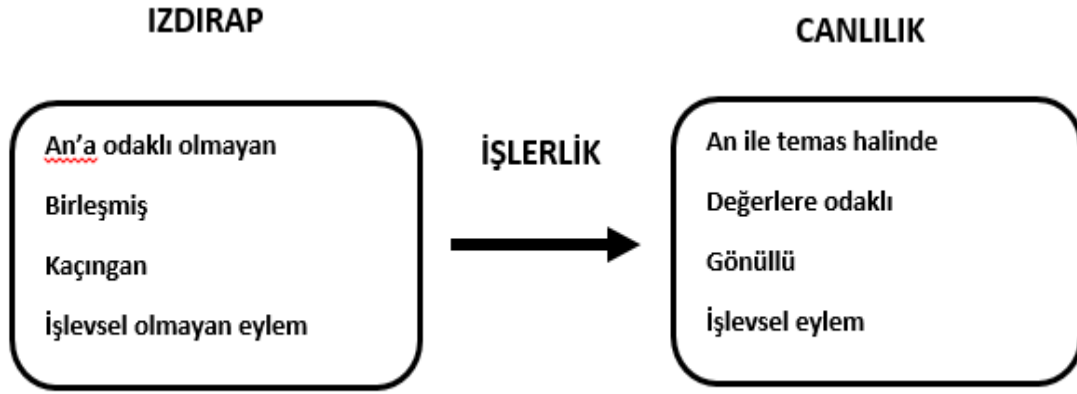 IZDIRAP
An'a odaklı olmayan
Birleşmiş
Kaçıngan
İşlevsel olmayan eylem
İŞLERLİK
CANLILIK
An ile temas halinde
Değerlere odaklı
Gönüllü
İşlevsel eylem